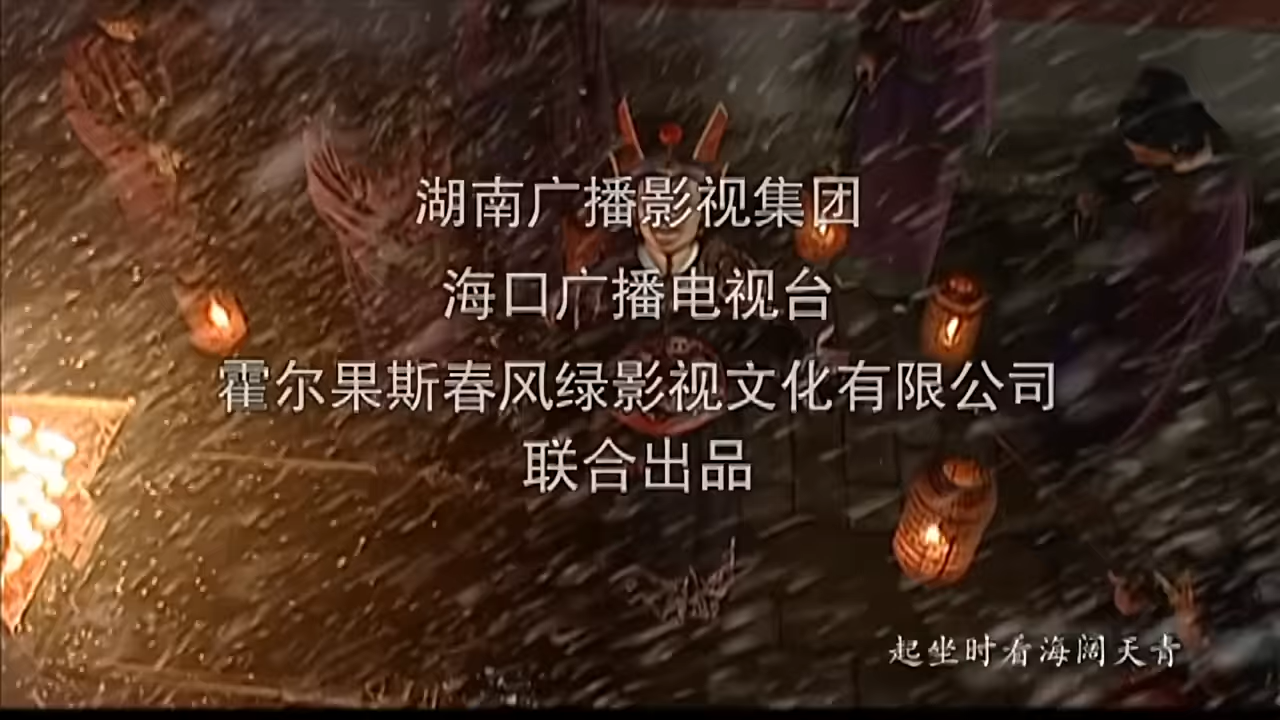 湖南广播影视集团
海口广播电视台
霍尔果斯春风绿影视文化有限公司
联合出品
起坐时看海阔天青